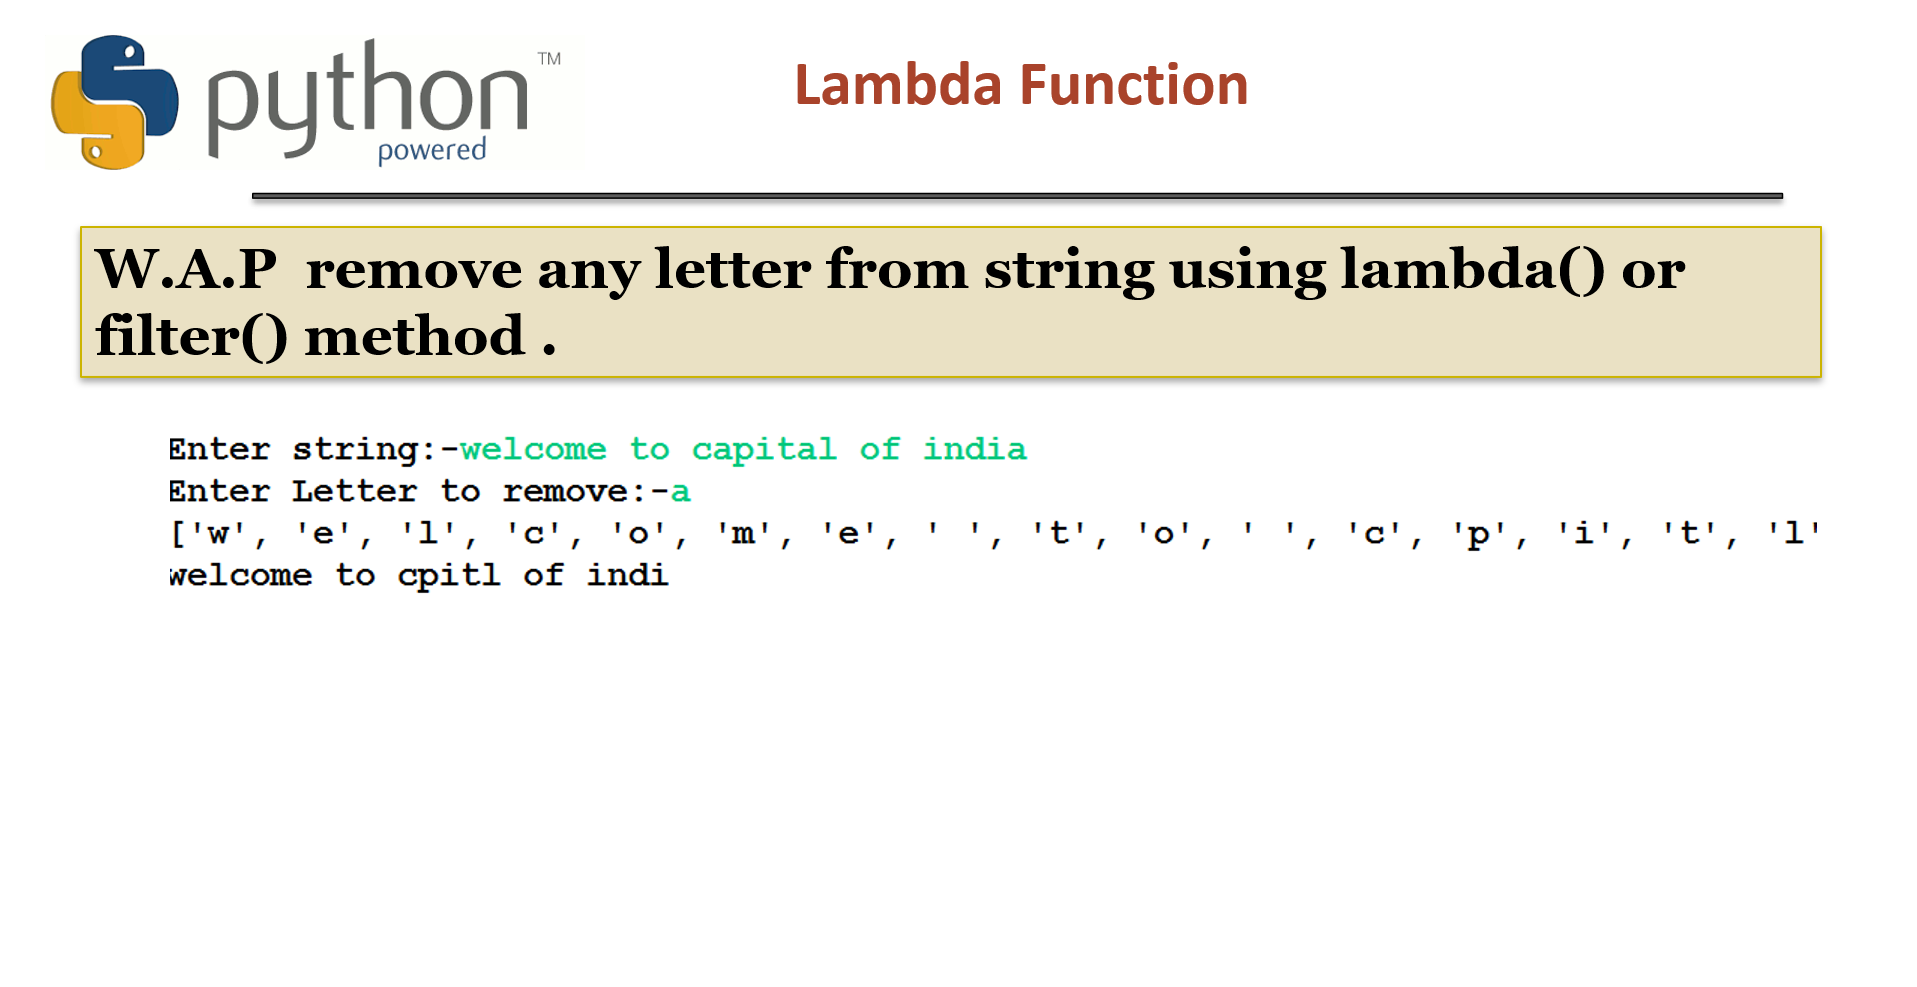 python™
powered
Lambda Function
W.A.P remove any letter from string using lambda() or
filter() method .
Enter string:-welcome to capital of india
Enter Letter to remove:-a
['w', 'e', 'l', 'c', 'o', 'm', 'e', ' ', 't', 'o', ' ', 'c', 'p', 'i', 't', 'l'
welcome to cpitl of indi